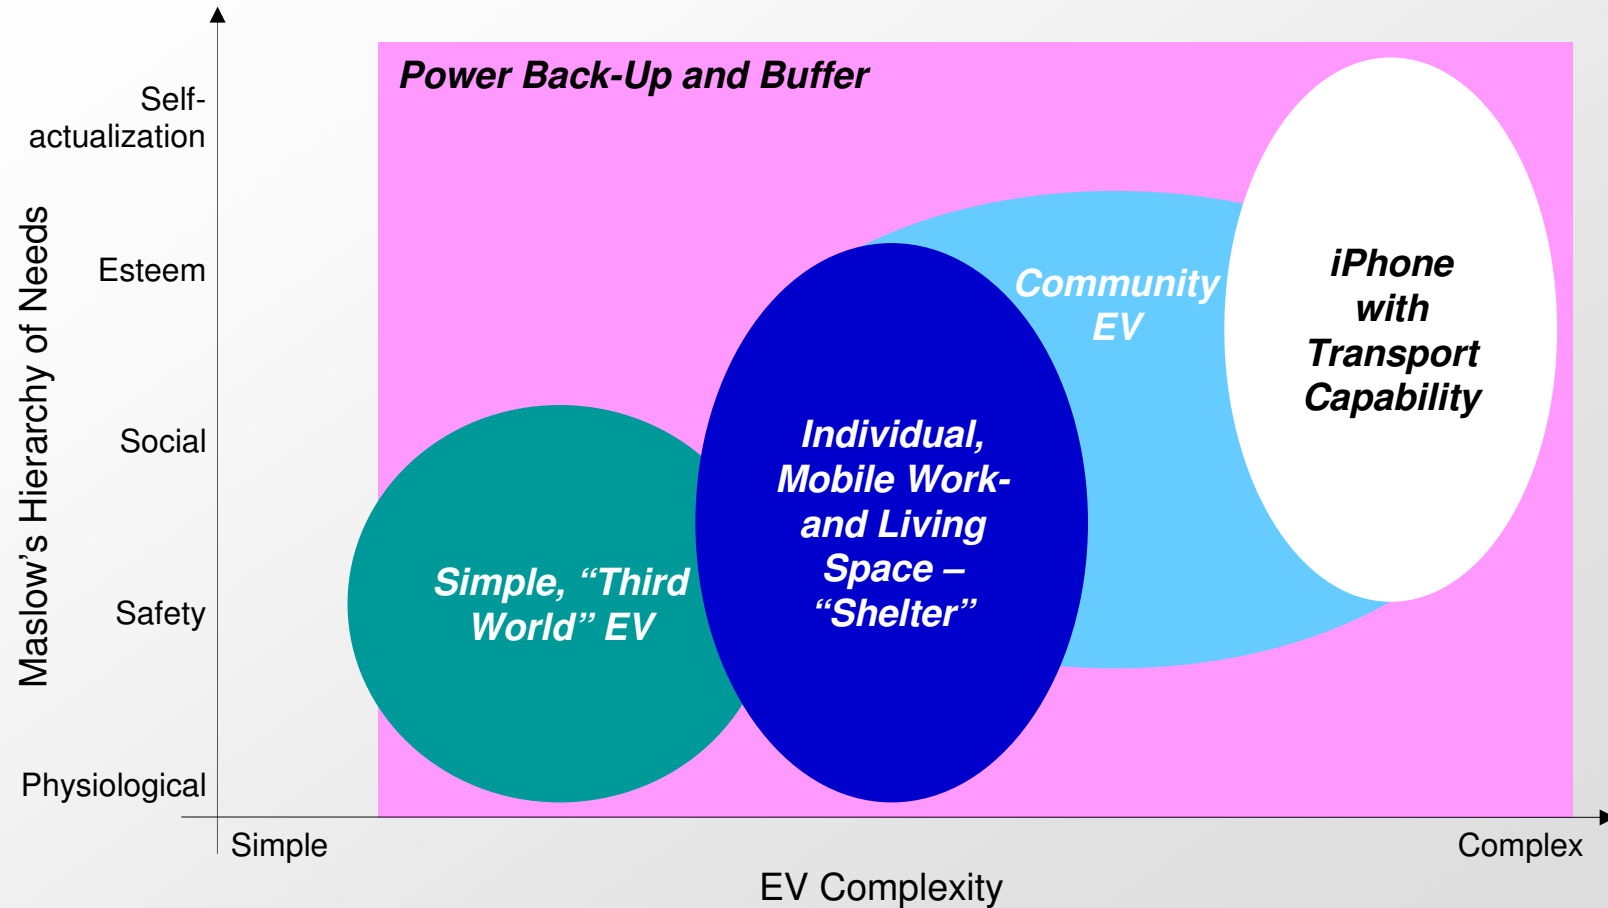 Power Back-Up and Buffer
Self-
actualization
Esteem
Social
Safety
Physiological
Maslow’s Hierarchy of Needs
Community
EV
iPhone
with
Transport
Capability
Individual,
Mobile Work-
and Living
Space –
“Shelter”
Simple, “Third
World” EV
Simple
Complex
EV Complexity